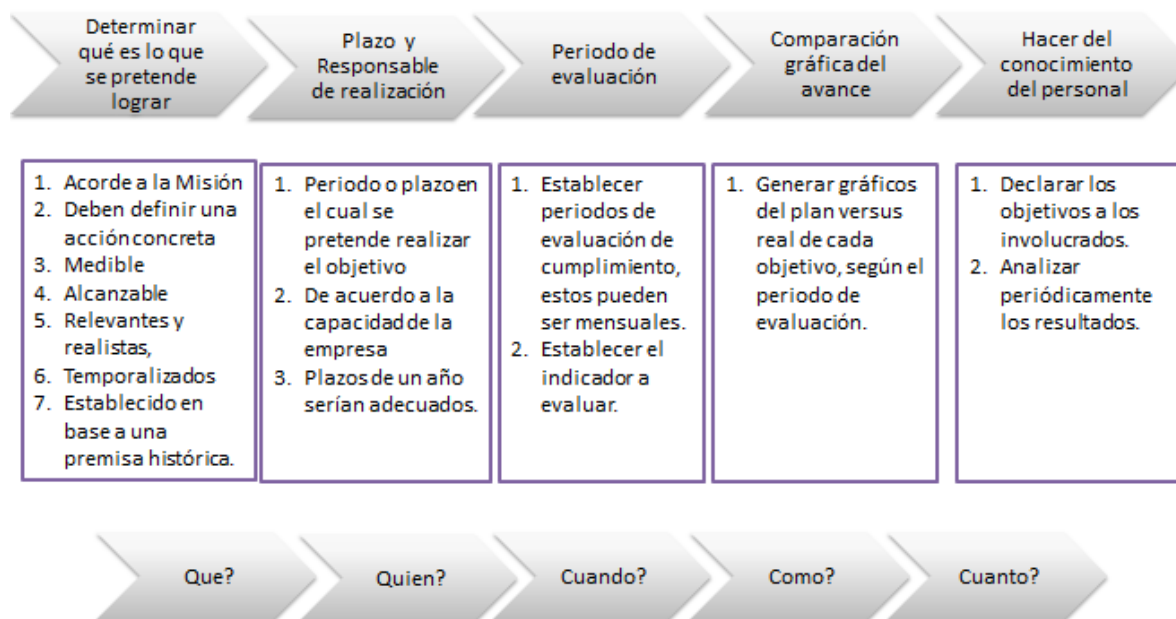 Determinar
qué es lo que
se pretende
lograr
Plazo y
Responsable
de realización
Periodo de
evaluación
Comparación
gráfica del
avance
Hacer del
conocimiento
del personal
1. Acorde a la Misión
2. Deben definir una
acción concreta
3. Medible
4. Alcanzable
5. Relevantes y
realistas,
6. Temporalizados
7. Establecido en
base a una
premisa histórica.
1. Periodo o plazo en
el cual se
pretende realizar
el objetivo
2. De acuerdo a la
capacidad de la
empresa
3. Plazos de un año
serían adecuados.
1. Establecer
periodos de
evaluación de
cumplimiento,
estos pueden
ser mensuales.
2. Establecer el
indicador a
evaluar.
1. Generar gráficos
del plan versus
real de cada
objetivo, según el
periodo de
evaluación.
1. Declarar los
objetivos a los
involucrados.
2. Analizar
periódicamente
los resultados.
Que?
Quien?
Cuando?
Como?
Cuanto?